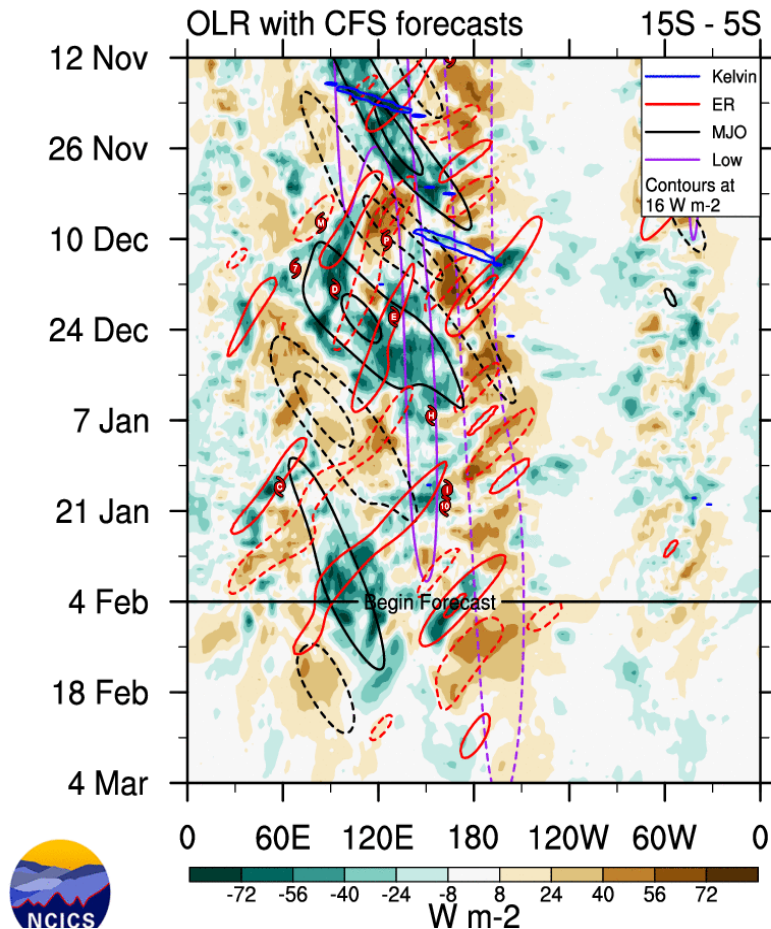 OLR with CFS forecasts 15S - 5S
12 Nov
26 Nov
10 Dec
24 Dec
7 Jan
21 Jan
4 Feb
18 Feb
4 Mar
Kelvin
ER
MJO
Low
Contours at
16 W m-2
N
P
7
D
E
H
C
10
Begin Forecast
0 60E 120E 180 120W 60W 0
-72 -56 -40 -24 -8 8 24 40 56 72
W m-2
NCICS